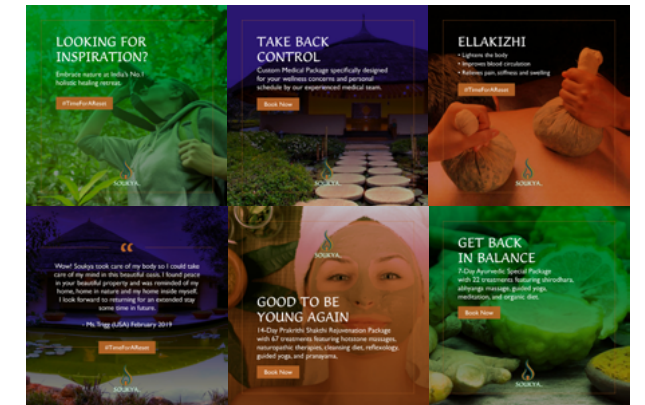 LOOKING FOR
INSPIRATION?
Embrace nature at India's No.1
holistic healing retreat.
#TimeForAReset
SOUKYA
TAKE BACK
CONTROL
Custom Medical Package specifically designed
for your wellness concerns and personal
schedule by our experienced medical team.
Book Now
SOUKYA
ELLAKIZHI
• Lightens the body
• Improves blood circulation
• Relieves pain, stiffness and swelling
#TimeForAReset
SOUKYA
“
Wow! Soukya took care of my body so I could take
care of my mind in this beautiful oasis. I found peace
in your beautiful property and was reminded of my
home, home in nature and my home inside myself.
I look forward to returning for an extended stay
some time in future.
- Ms. Trigg (USA) February 2019
#TimeForAReset
SOUKYA
SOUKYA
GOOD TO BE
YOUNG AGAIN
14-Day Prakrithi Shakthi Rejuvenation Package
with 67 treatments featuring hotstone massages,
naturopathic therapies, cleansing diet, reflexology,
guided yoga, and pranayama.
Book Now
GET BACK
IN BALANCE
7-Day Ayurvedic Special Package
with 22 treatments featuring shirodhara,
abhyanga massage, guided yoga,
meditation, and organic diet.
Book Now
SOUKYA